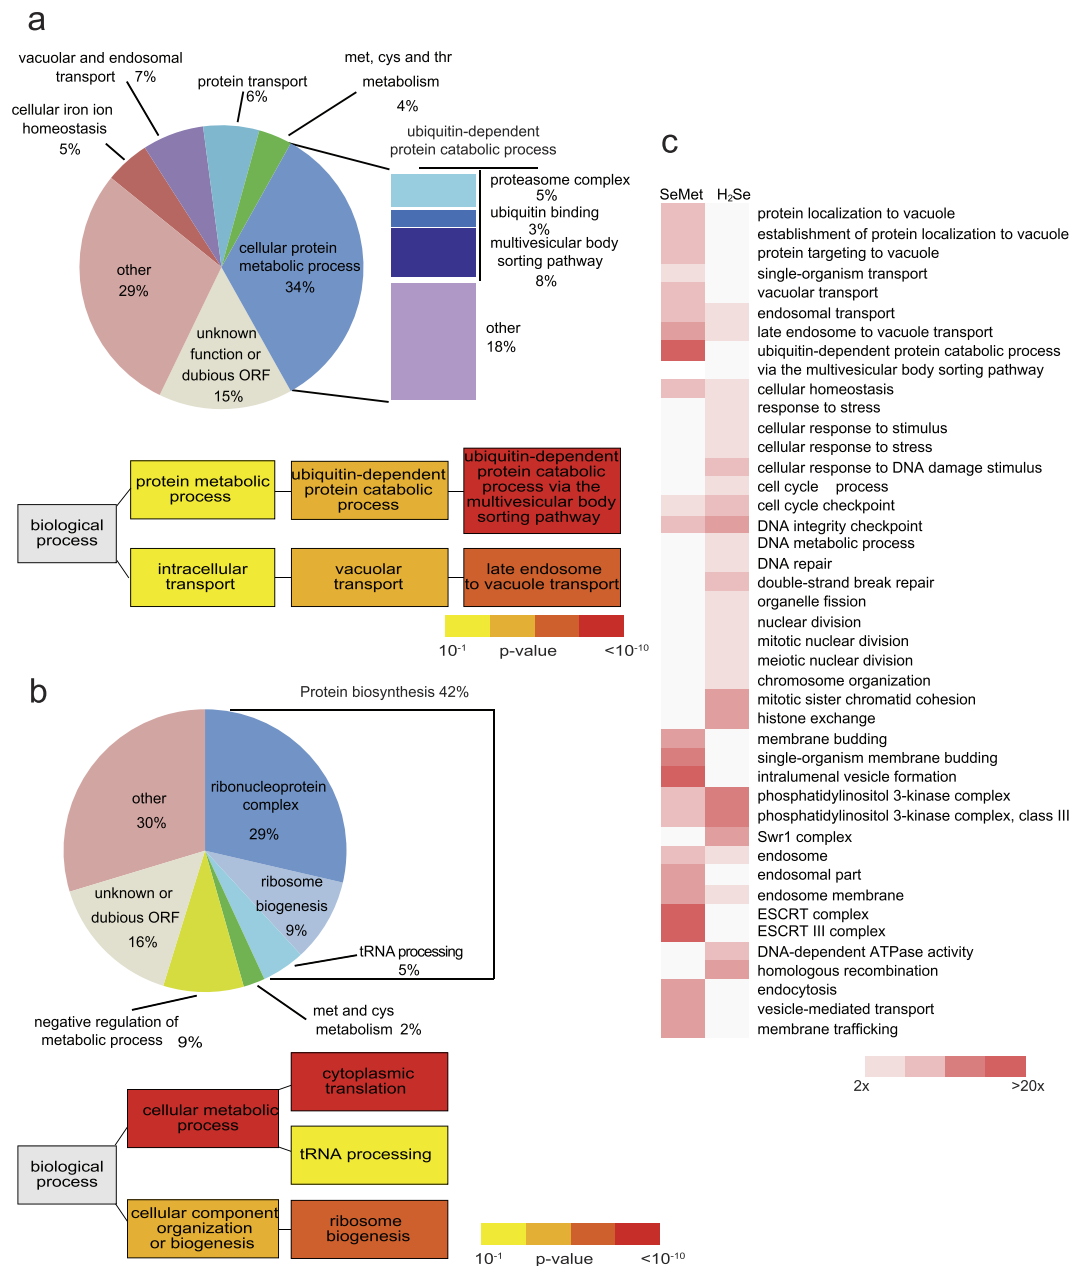 a
vacuolar and endosomal
transport 7%
protein transport
6%
met, cys and thr
metabolism
4%
cellular iron ion
homeostasis
5%
ubiquitin-dependent
protein catabolic process
proteasome complex
5%
ubiquitin binding
3%
multivesicular body
sorting pathway
8%
other
18%
cellular protein
metabolic process
34%
other
29%
unknown
function or
dubious ORF
15%
biological
process
protein metabolic
process
ubiquitin-dependent
protein catabolic
process
ubiquitin-dependent
protein catabolic
process via the
multivesicular body
sorting pathway
intracellular
transport
vacuolar
transport
late endosome
to vacuole transport
10⁻¹ p-value <10⁻¹⁰
b
Protein biosynthesis 42%
other
30%
ribonucleoprotein
complex
29%
ribosome
biogenesis
9%
unknown or
dubious ORF
16%
tRNA processing
5%
met and cys
metabolism 2%
negative regulation of
metabolic process 9%
biological
process
cellular metabolic
process
cytoplasmic
translation
tRNA processing
cellular component
organization
or biogenesis
ribosome
biogenesis
10⁻¹ p-value <10⁻¹⁰
c
SeMet H₂Se
protein localization to vacuole
establishment of protein localization to vacuole
protein targeting to vacuole
single-organism transport
vacuolar transport
endosomal transport
late endosome to vacuole transport
ubiquitin-dependent protein catabolic process
via the multivesicular body sorting pathway
cellular homeostasis
response to stress
cellular response to stimulus
cellular response to stress
cellular response to DNA damage stimulus
cell cycle process
cell cycle checkpoint
DNA integrity checkpoint
DNA metabolic process
DNA repair
double-strand break repair
organelle fission
nuclear division
mitotic nuclear division
meiotic nuclear division
chromosome organization
mitotic sister chromatid cohesion
histone exchange
membrane budding
single-organism membrane budding
intralumenal vesicle formation
phosphatidylinositol 3-kinase complex
phosphatidylinositol 3-kinase complex, class III
Swr1 complex
endosome
endosomal part
endosome membrane
ESCRT complex
ESCRT III complex
DNA-dependent ATPase activity
homologous recombination
endocytosis
vesicle-mediated transport
membrane trafficking
2x >20x